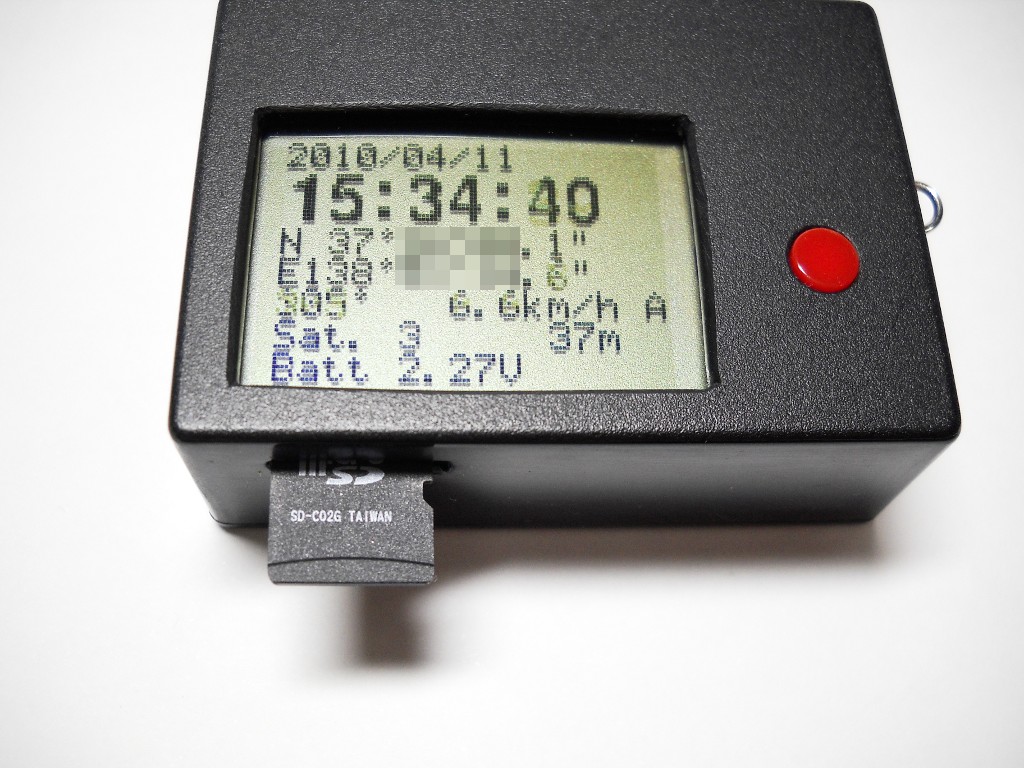 2010/04/11
15:34:40
N 37° .1"
E138° .6"
305° 6.6km/h A
Sat. 3 37m
Batt 2.27V
SD-C02G TAIWAN